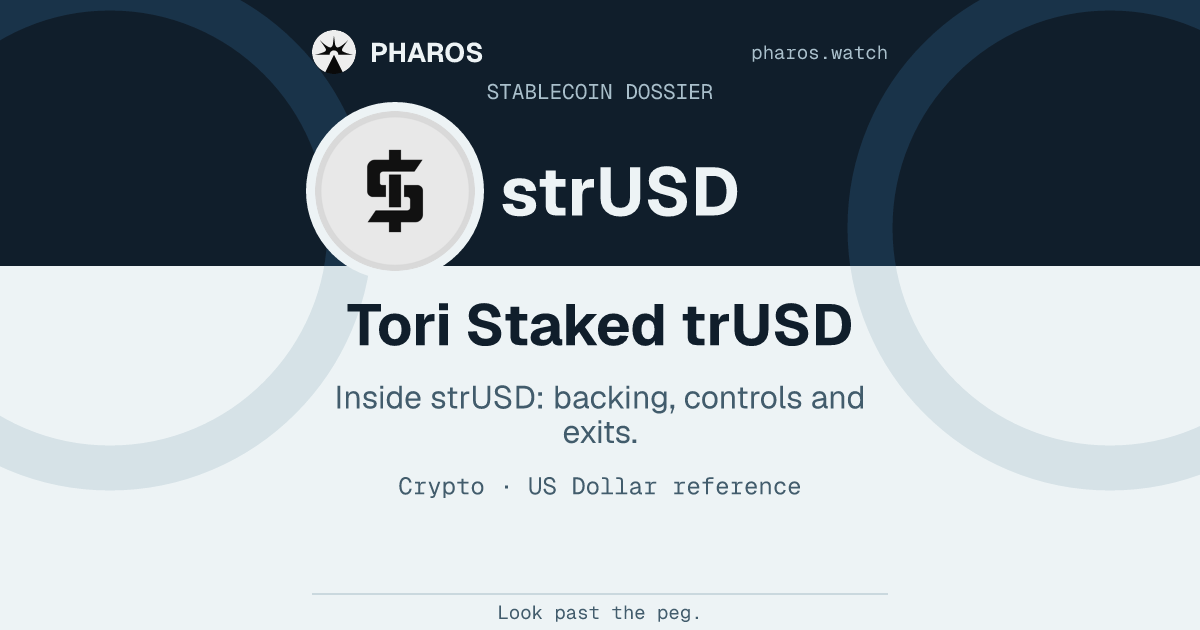 PHAROS
pharos.watch
STABLECOIN DOSSIER
strUSD
Tori Staked trUSD
Inside strUSD: backing, controls and
exits.
Crypto · US Dollar reference
Look past the peg.